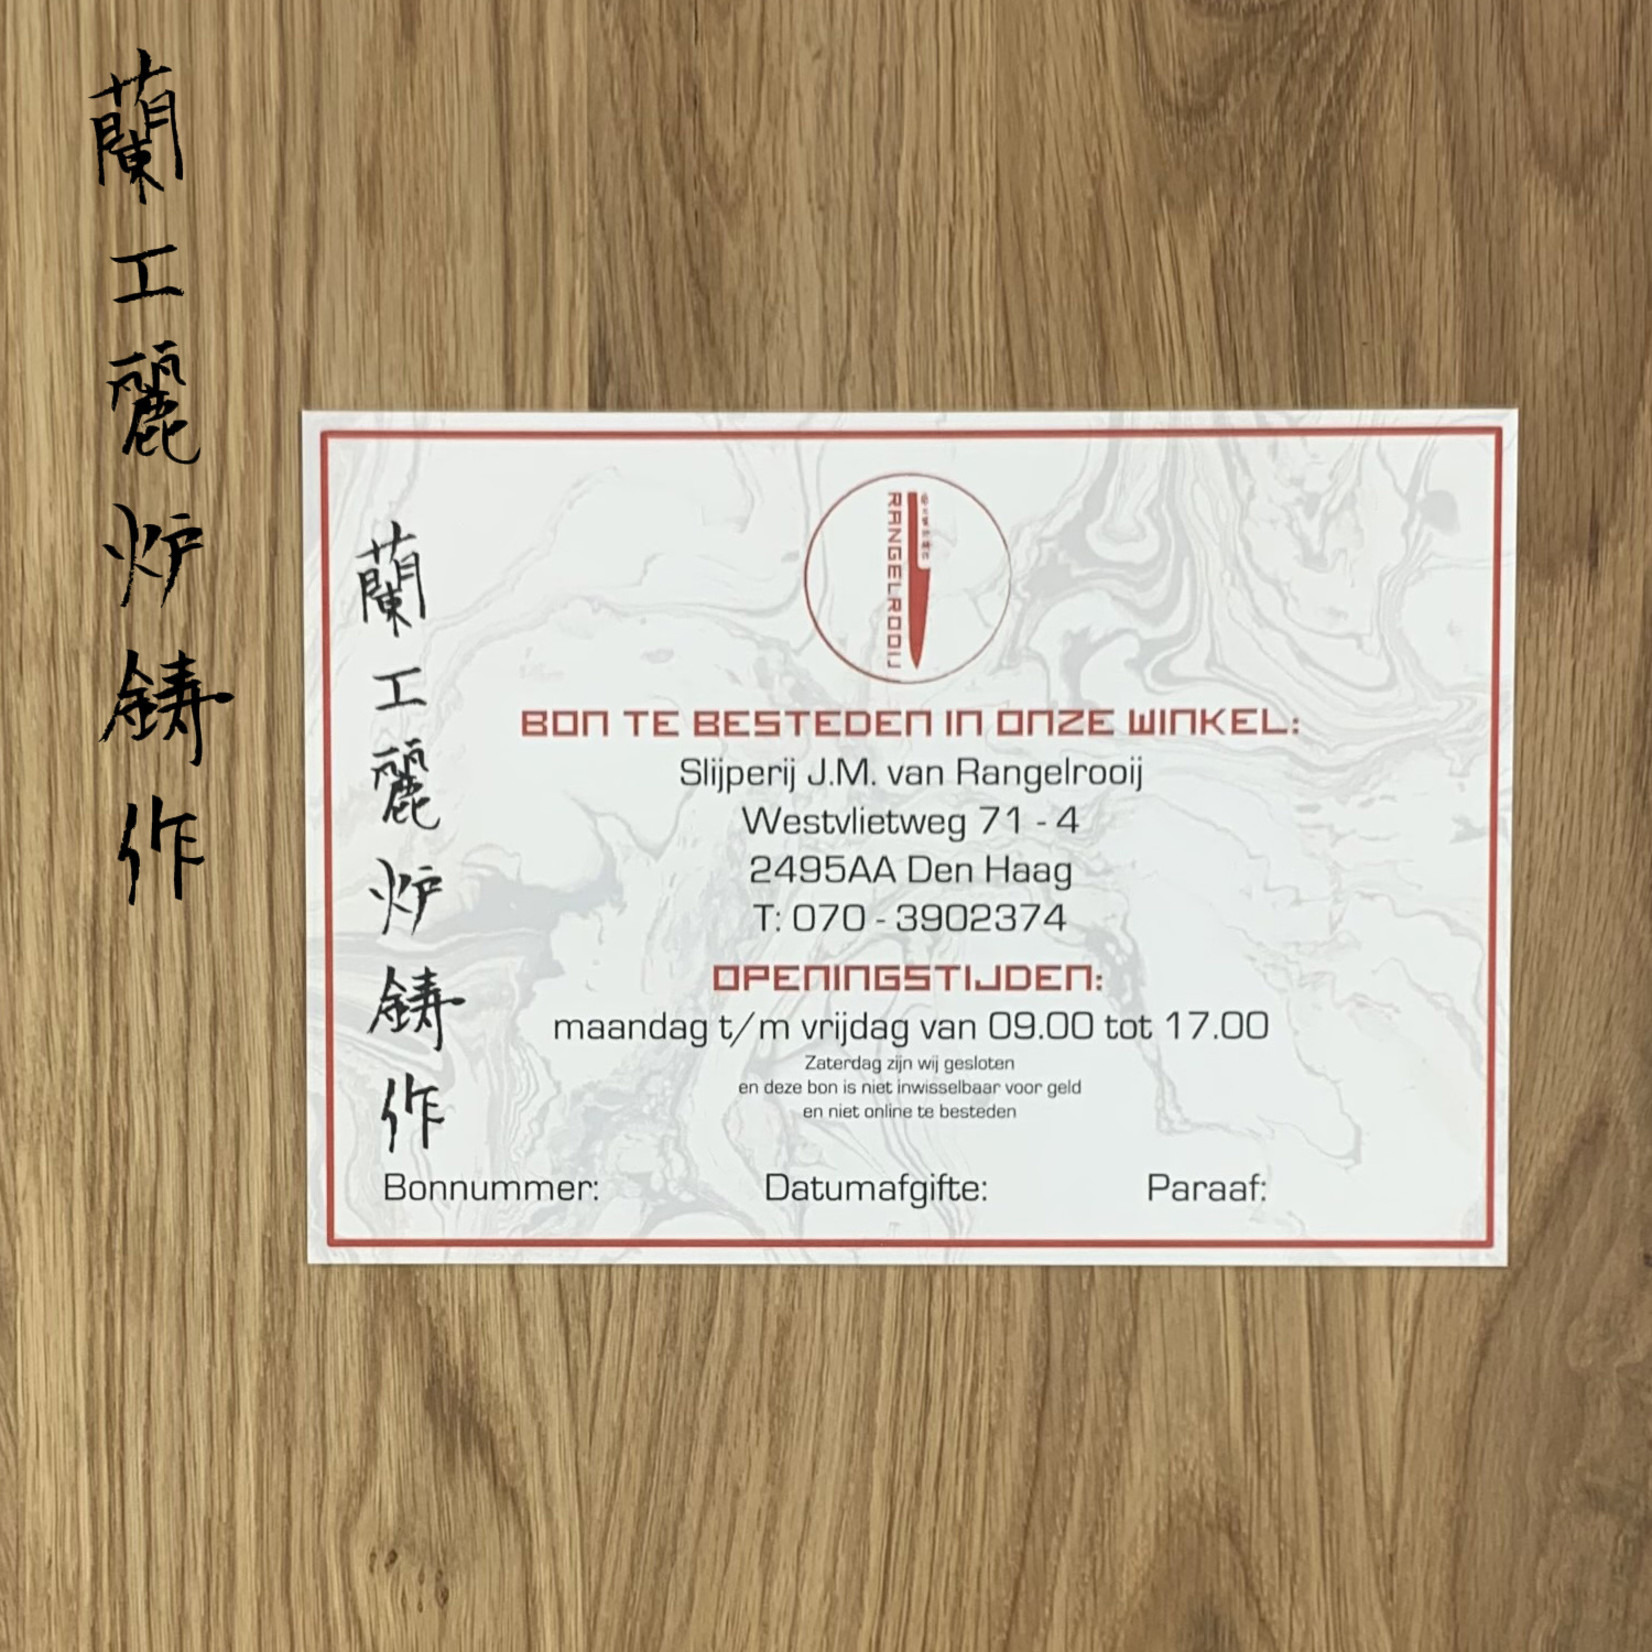 蘭工麗炉鋳作
蘭工麗炉鋳作
RANGELROOIJ
BON TE BESTEDEN IN ONZE WINKEL:
Slijperij J.M. van Rangelrooij
Westvlietweg 71 - 4
2495AA Den Haag
T: 070 - 3902374
OPENINGSTIJDEN:
maandag t/m vrijdag van 09.00 tot 17.00
Zaterdag zijn wij gesloten
en deze bon is niet inwisselbaar voor geld
en niet online te besteden
Bonnummer: Datumafgifte: Paraaf: